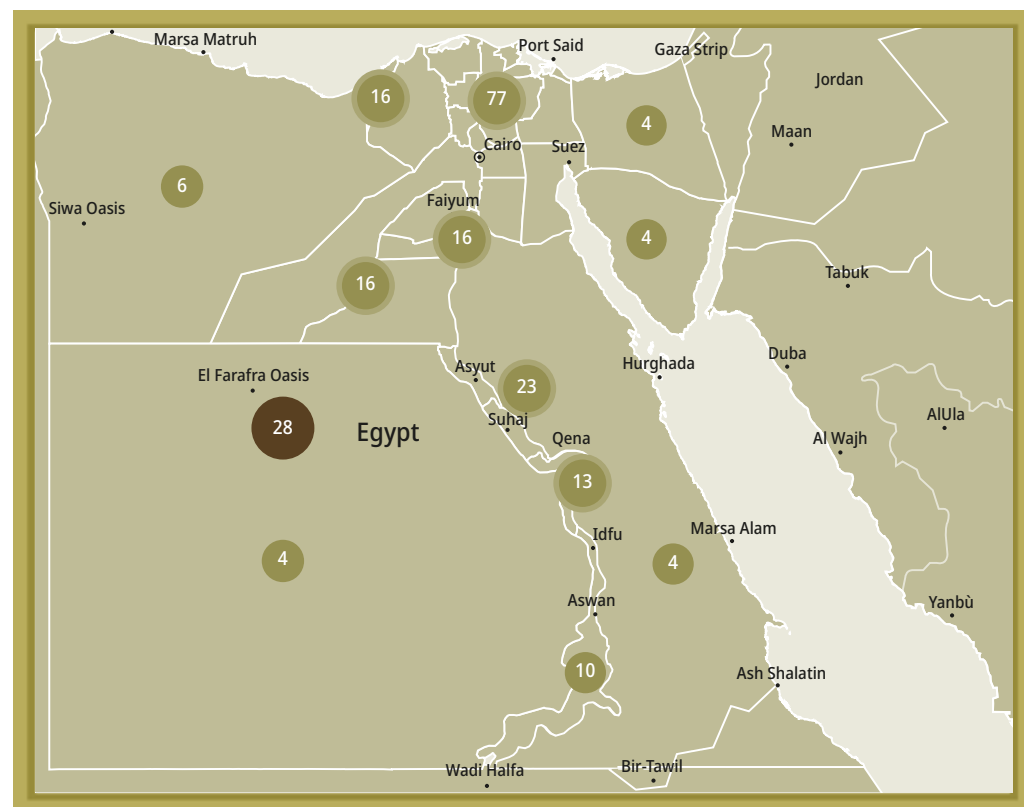 Marsa Matruh
Port Said
Gaza Strip
Jordan
16
77
4
Maan
Cairo
Suez
6
Siwa Oasis
Faiyum
16
4
Tabuk
16
Asyut
Hurghada
Duba
El Farafra Oasis
23
28
Egypt
Suhaj
AlUla
Qena
Al Wajh
13
Marsa Alam
Idfu
4
4
Aswan
Yanbù
10
Ash Shalatin
Wadi Halfa
Bir-Tawil